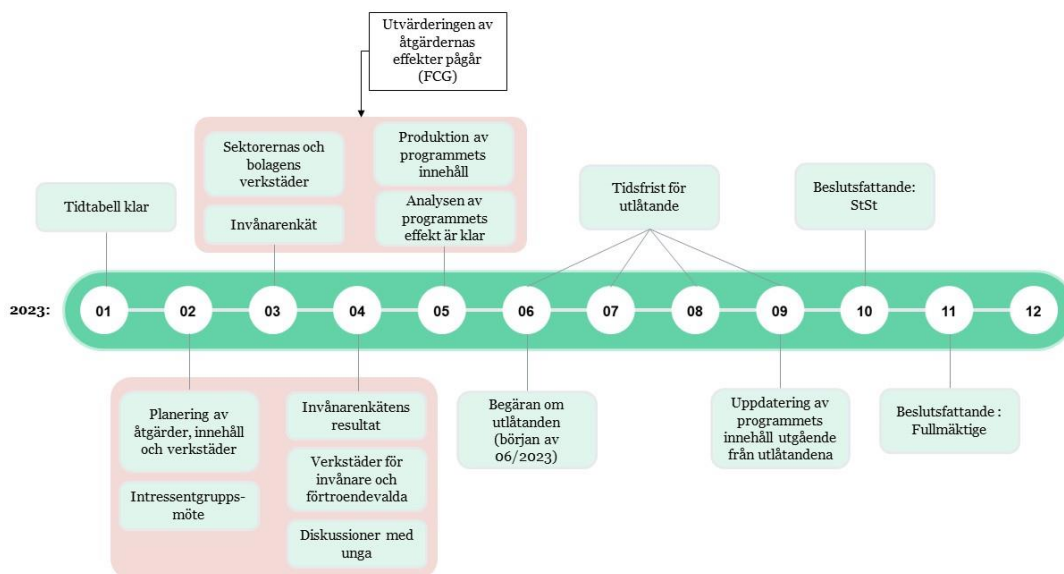 Utvärderingen av
åtgärdernas
effekter pågår
(FCG)
Sektorernas och
bolagens
verkstäder
Produktion av
programmets
innehåll
Tidtabell klar
Invånarenkät
Analysen av
programmets
effekt är klar
Tidsfrist för
utlåtande
Beslutsfattande:
StSt
2023:
01 02 03 04 05 06 07 08 09 10 11 12
Planering av
åtgärder, innehåll
och verkstäder
Intressentgrupps-
möte
Invånarenkätens
resultat
Verkstäder för
invånare och
förtroendevalda
Diskussioner med
unga
Begäran om
utlåtanden
(början av
06/2023)
Uppdatering av
programmets
innehåll utgående
från utlåtandena
Beslutsfattande :
Fullmäktige